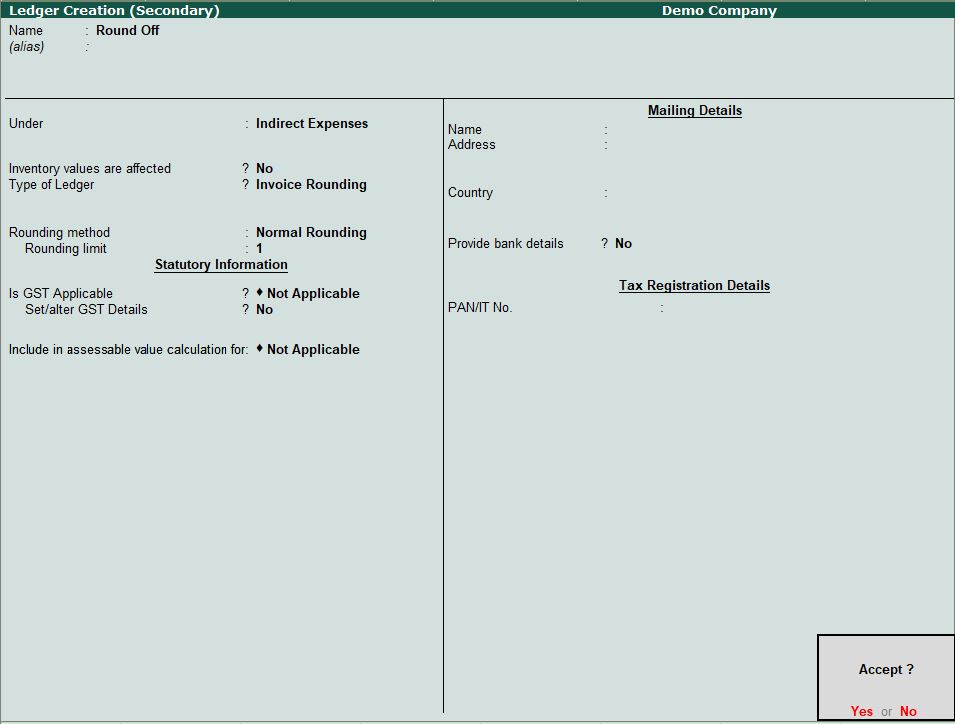 Ledger Creation (Secondary) Demo Company
Name : Round Off
(alias) :
Under : Indirect Expenses
Inventory values are affected ? No
Type of Ledger ? Invoice Rounding
Rounding method : Normal Rounding
Rounding limit : 1
Statutory Information
Is GST Applicable ? ♦ Not Applicable
Set/alter GST Details ? No
Include in assessable value calculation for: ♦ Not Applicable
Mailing Details
Name :
Address :
Country :
Provide bank details ? No
Tax Registration Details
PAN/IT No. :
Accept ?
Yes or No